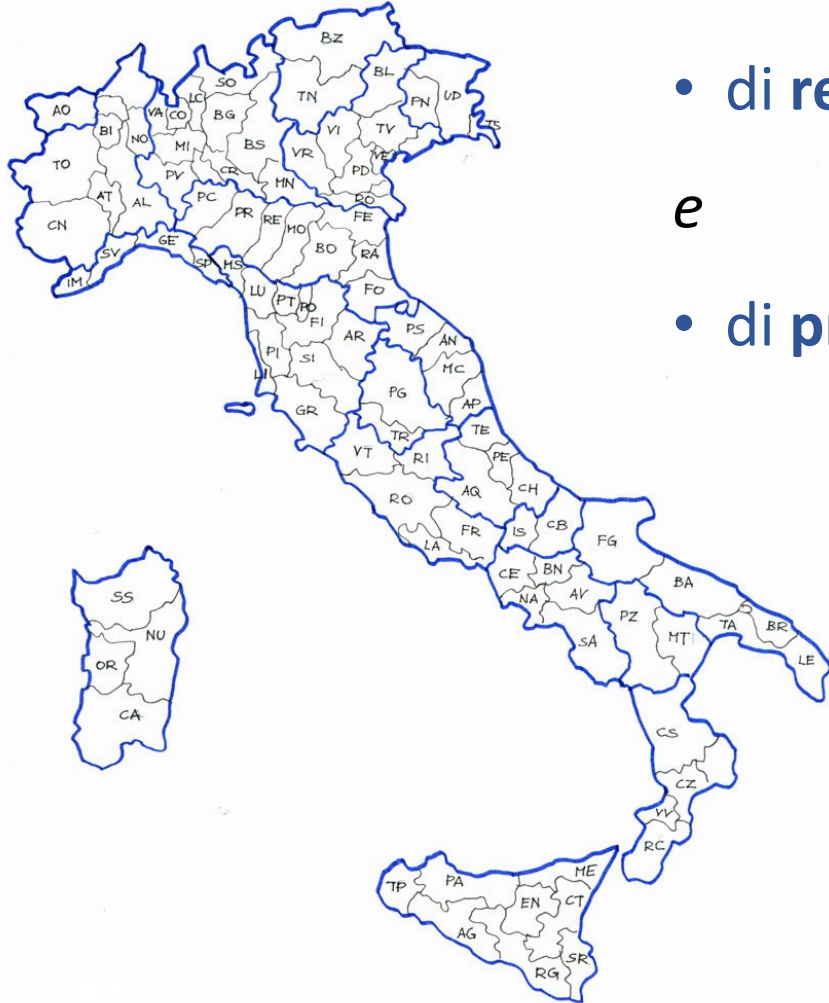 • di re
e
• di pr
BZ
SO
BL
TN
LC
AO
VA
CO
BG
PN
UD
BI
NO
VI
TV
TS
MI
BS
VR
VE
TO
PD
CR
PV
MN
AT
RO
AL
PC
PR
RE
FE
CN
MO
GE
BO
RA
SV
SP
MS
IM
LU
PT
PO
FO
FI
PS
AR
AN
PI
SI
MC
LI
PG
AP
GR
TR
TE
VT
RI
PE
AQ
CH
RO
FR
IS
CB
LA
FG
CE
BN
BA
SS
NA
AV
PZ
TA
BR
NU
SA
MT
LE
OR
CA
CS
CZ
VV
RC
ME
TP
PA
EN
CT
AG
SR
RG